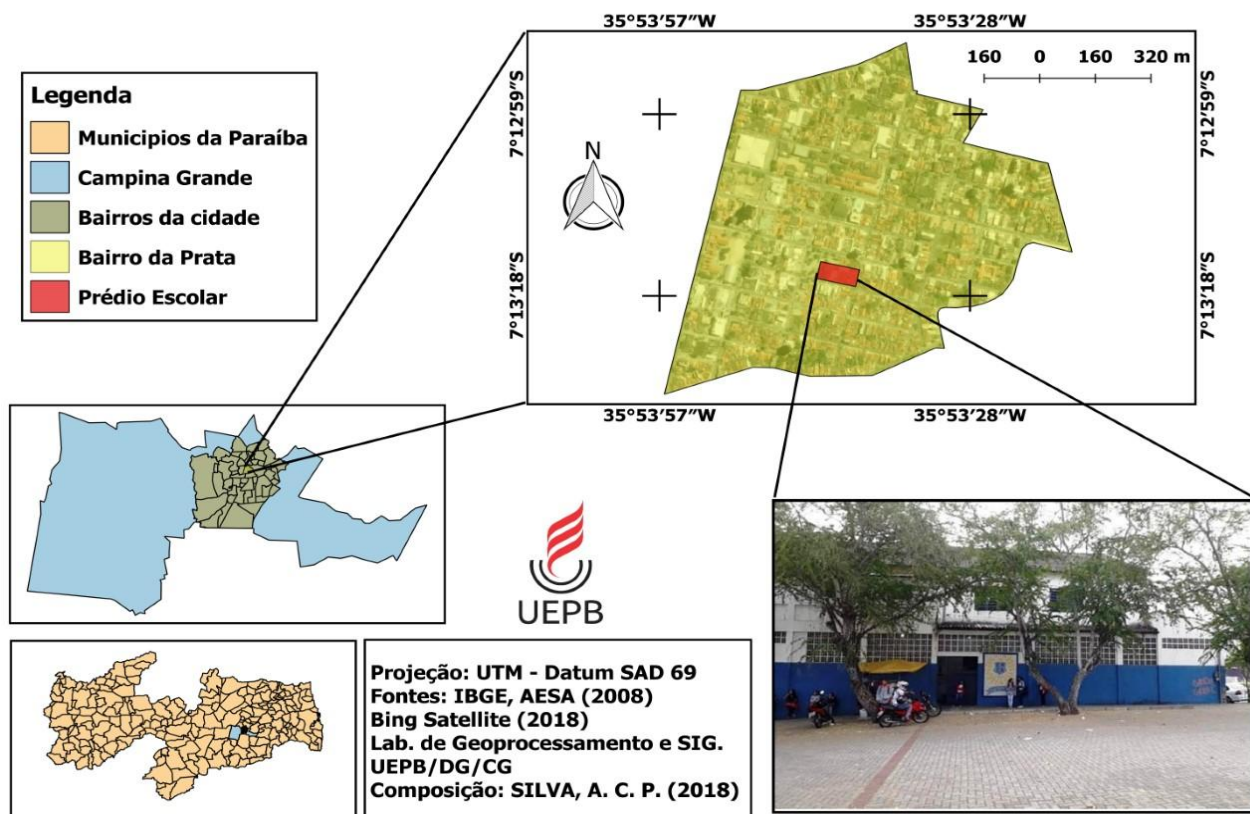 35°53'57"W
35°53'28"W
160 0 160 320 m
7°12'59"S
7°12'59"S
7°13'18"S
7°13'18"S
35°53'57"W
35°53'28"W
N
Legenda
Municipios da Paraíba
Campina Grande
Bairros da cidade
Bairro da Prata
Prédio Escolar
UEPB
Projeção: UTM - Datum SAD 69
Fontes: IBGE, AESA (2008)
Bing Satellite (2018)
Lab. de Geoprocessamento e SIG.
UEPB/DG/CG
Composição: SILVA, A. C. P. (2018)